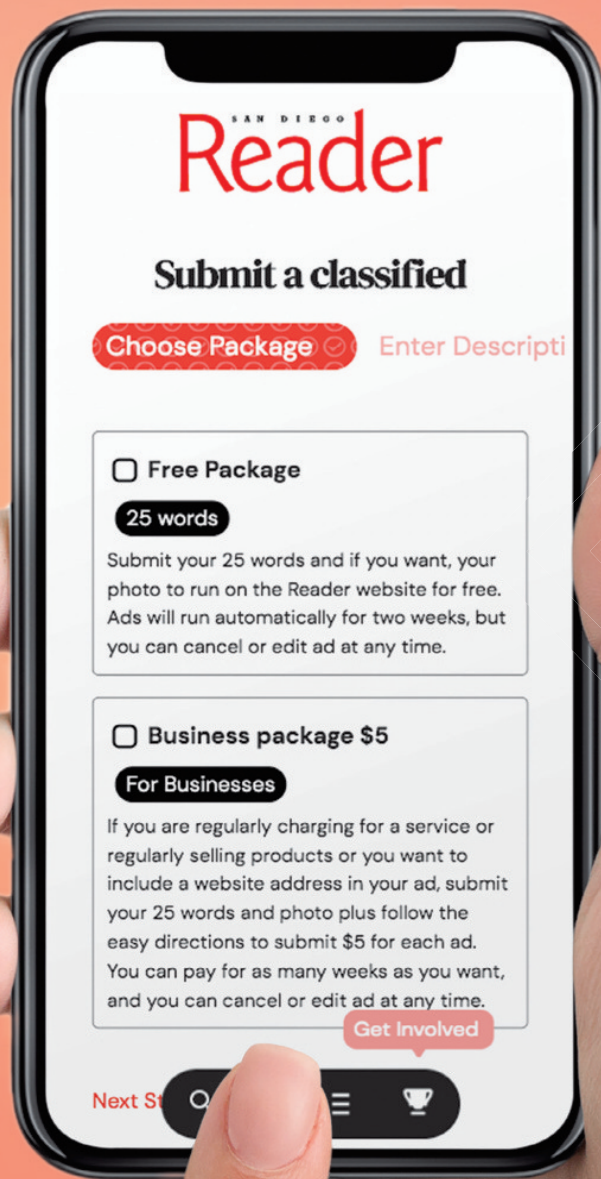 SAN DIEGO
Reader
Submit a classified
Choose Package Enter Descripti
Free Package
25 words
Submit your 25 words and if you want, your
photo to run on the Reader website for free.
Ads will run automatically for two weeks, but
you can cancel or edit ad at any time.
Business package $5
For Businesses
If you are regularly charging for a service or
regularly selling products or you want to
include a website address in your ad, submit
your 25 words and photo plus follow the
easy directions to submit $5 for each ad.
You can pay for as many weeks as you want,
and you can cancel or edit ad at any time.
Get Involved
Next St